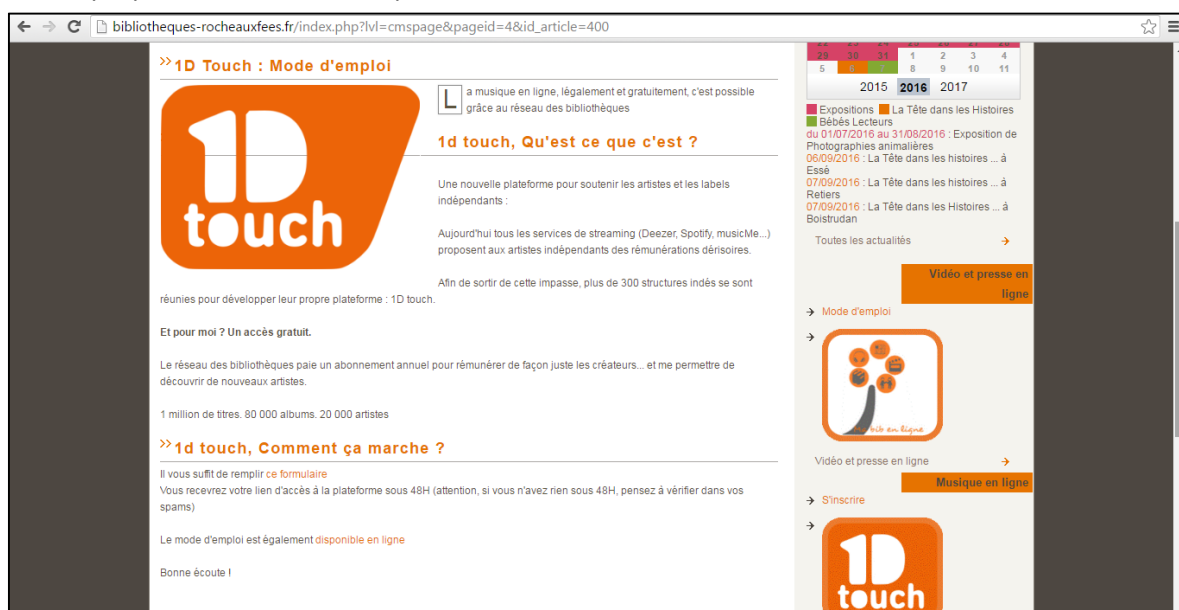 bibliotheques-rocheauxfees.fr/index.php?lvl=cmspage&pageid=4&id_article=400
1D Touch : Mode d'emploi
1D
touch
La musique en ligne, légalement et gratuitement, c'est possible
grâce au réseau des bibliothèques
1d touch, Qu'est ce que c'est ?
Une nouvelle plateforme pour soutenir les artistes et les labels
indépendants :
Aujourd'hui tous les services de streaming (Deezer, Spotify, musicMe...)
proposent aux artistes indépendants des rémunérations dérisoires.
Afin de sortir de cette impasse, plus de 300 structures indés se sont
réunies pour développer leur propre plateforme : 1D touch.
Et pour moi ? Un accès gratuit.
Le réseau des bibliothèques paie un abonnement annuel pour rémunérer de façon juste les créateurs... et me permettre de
découvrir de nouveaux artistes.
1 million de titres. 80 000 albums. 20 000 artistes
1d touch, Comment ça marche ?
Il vous suffit de remplir ce formulaire
Vous recevrez votre lien d'accès à la plateforme sous 48H (attention, si vous n'avez rien sous 48H, pensez à vérifier dans vos
spams)
Le mode d'emploi est également disponible en ligne
Bonne écoute !
29 30 31 1 2 3 4
5 6 8 9 10 11
2015 2016 2017
Expositions La Tête dans les Histoires
Bébés Lecteurs
du 01/07/2016 au 31/08/2016 : Exposition de
Photographies animalières
06/09/2016 : La Tête dans les histoires ... à
Essé
07/09/2016 : La Tête dans les histoires ... à
Retiers
07/09/2016 : La Tête dans les Histoires ... à
Boistrudan
Toutes les actualités
Vidéo et presse en
ligne
Mode d'emploi
bib en ligne
Vidéo et presse en ligne
Musique en ligne
S'inscrire
1D
touch